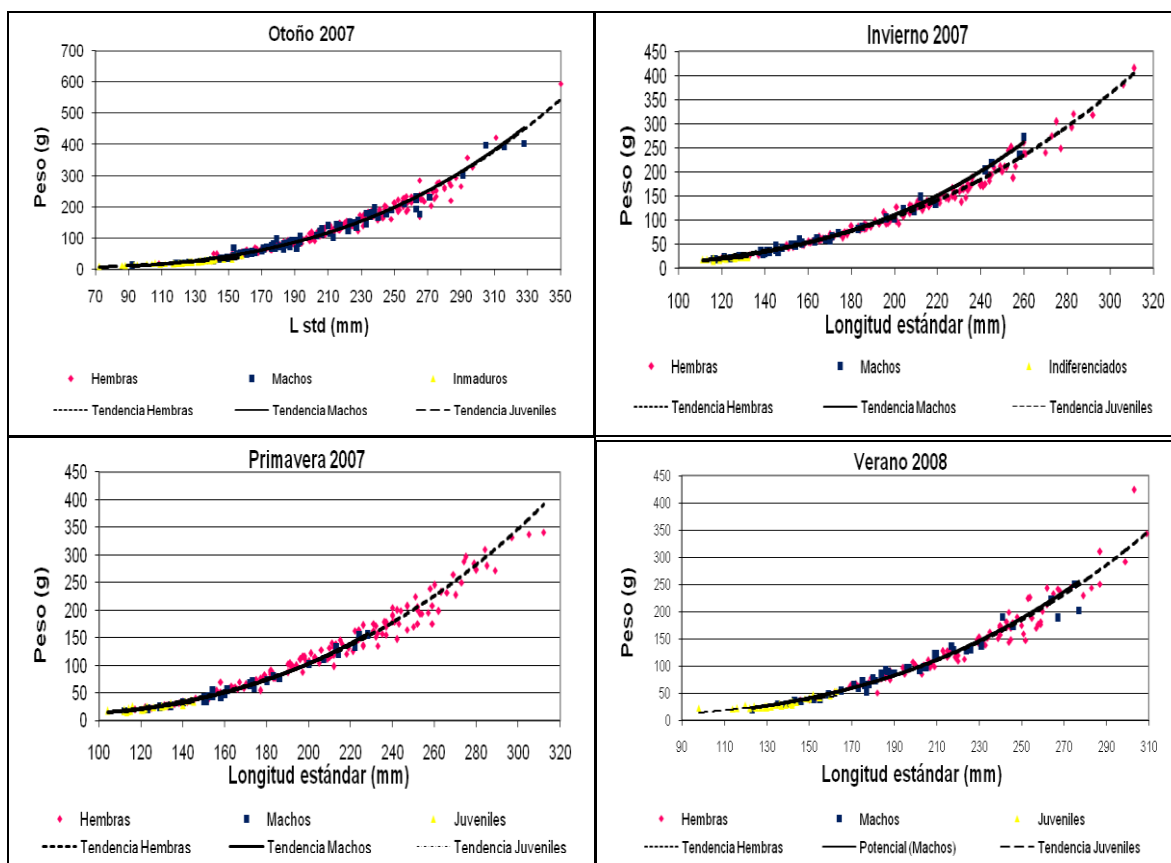 Otoño 2007
Peso (g)
700
600
500
400
300
200
100
0
70 90 110 130 150 170 190 210 230 250 270 290 310 330 350
L std (mm)
Hembras Machos Inmaduros
Tendencia Hembras Tendencia Machos Tendencia Juveniles
Invierno 2007
Peso (g)
450
400
350
300
250
200
150
100
50
0
100 120 140 160 180 200 220 240 260 280 300 320
Longitud estándar (mm)
Hembras Machos Indiferenciados
Tendencia Hembras Tendencia Machos Tendencia Juveniles
Primavera 2007
Peso (g)
450
400
350
300
250
200
150
100
50
0
100 120 140 160 180 200 220 240 260 280 300 320
Longitud estándar (mm)
Hembras Machos Juveniles
Tendencia Hembras Tendencia Machos Tendencia Juveniles
Verano 2008
Peso (g)
450
400
350
300
250
200
150
100
50
0
90 110 130 150 170 190 210 230 250 270 290 310
Longitud estándar (mm)
Hembras Machos Juveniles
Tendencia Hembras Potencial (Machos) Tendencia Juveniles